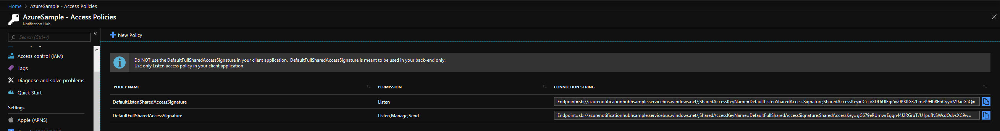 Home > AzureSample - Access Policies
AzureSample - Access Policies
Notification Hub
Search (Ctrl+/)
«
New Policy
Access control (IAM)
Tags
Diagnose and solve problems
Quick Start
Settings
Apple (APNS)
Do NOT use the DefaultFullSharedAccessSignature in your client application. DefaultFullSharedAccessSignature is meant to be used in your back-end only.
Use only Listen access policy in your client application.
POLICY NAME PERMISSION CONNECTION STRING
DefaultListenSharedAccessSignature Listen Endpoint=sb://azurenotificationhubhsample.servicebus.windows.net/;SharedAccessKeyName=DefaultListenSharedAccessSignature;SharedAccessKey=D5+vXDUiUlEgr5w0PKKG37LmeJ9Hb8FhCyyoM9acG5Q=
DefaultFullSharedAccessSignature Listen,Manage,Send Endpoint=sb://azurenotificationhubhsample.servicebus.windows.net/;SharedAccessKeyName=DefaultFullSharedAccessSignature;SharedAccessKey=gG679eRUmwrEggn44J2RGruT/U1pufNSWsdOdvsXC9w=